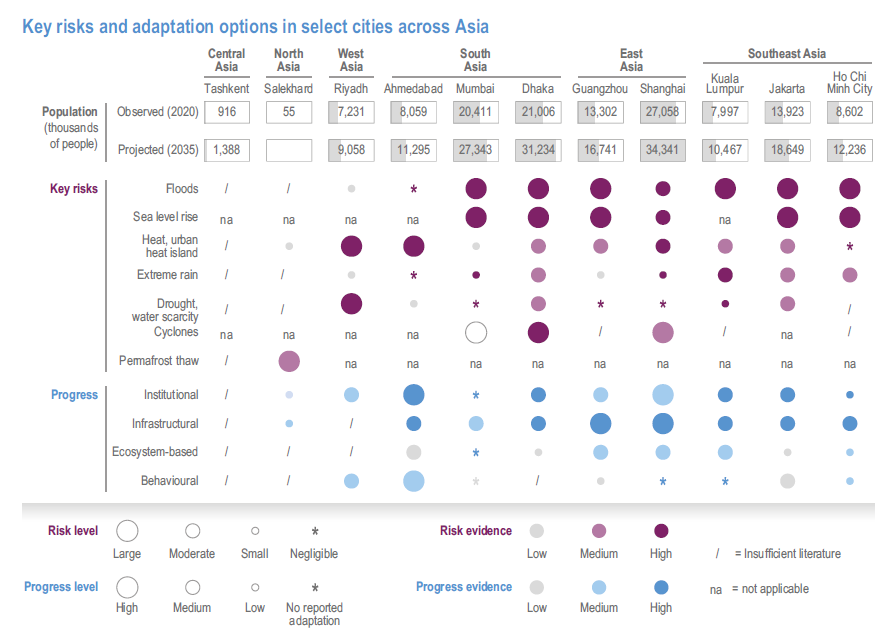 Key risks and adaptation options in select cities across Asia
Central Asia North Asia West Asia South Asia East Asia Southeast Asia
Tashkent Salekhard Riyadh Ahmedabad Mumbai Dhaka Guangzhou Shanghai Kuala Lumpur Jakarta Ho Chi Minh City
Population (thousands of people)
Observed (2020) 916 55 7,231 8,059 20,411 21,006 13,302 27,058 7,997 13,923 8,602
Projected (2035) 1,388 9,058 11,295 27,343 31,234 16,741 34,341 10,467 18,649 12,236
Key risks
Floods / / *
Sea level rise na na na na na
Heat, urban heat island / *
Extreme rain / / *
Drought, water scarcity / / * * * /
Cyclones na na na na / / na /
Permafrost thaw / na na na na na na na na na
Progress
Institutional / *
Infrastructural / /
Ecosystem-based / / / *
Behavioural / / * / * *
Risk level
Large Moderate Small * Negligible
Risk evidence
Low Medium High
/ = Insufficient literature
Progress level
High Medium Low * No reported adaptation
Progress evidence
Low Medium High
na = not applicable